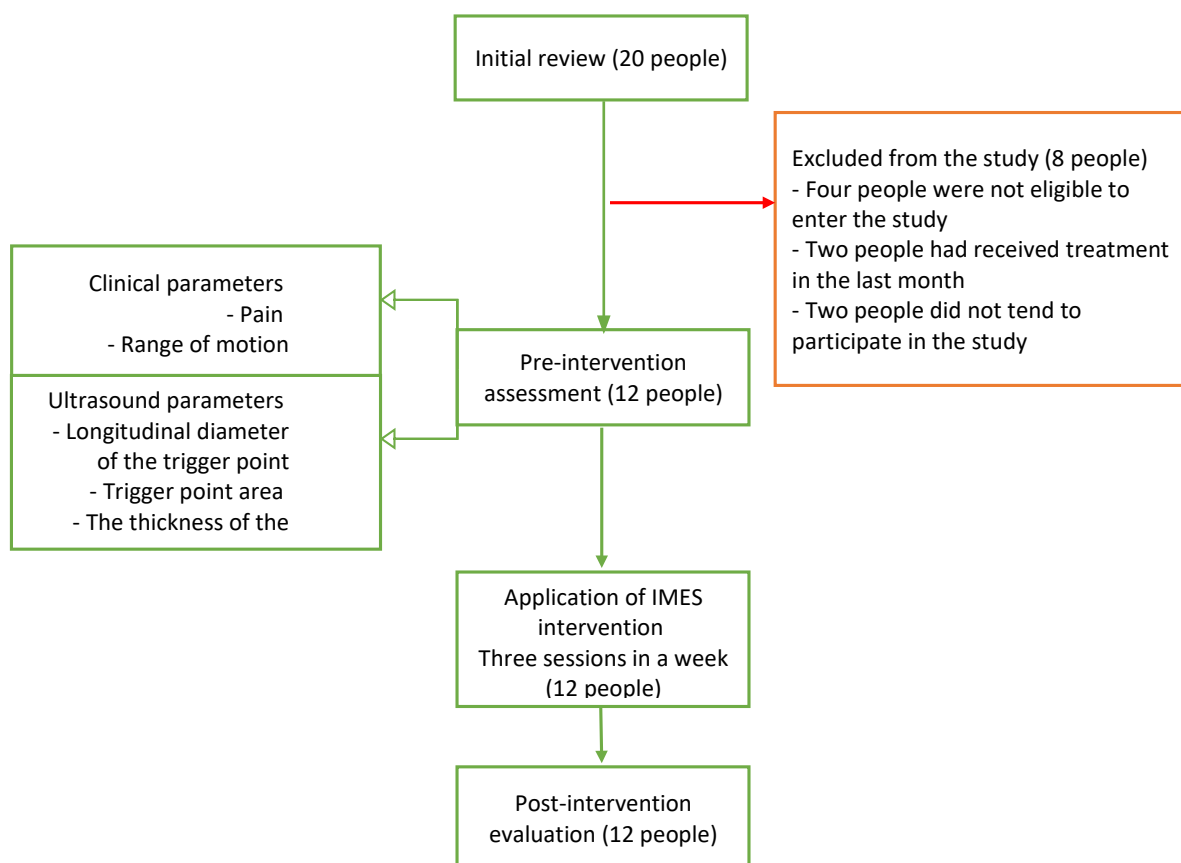 Initial review (20 people)
Excluded from the study (8 people)
- Four people were not eligible to
enter the study
- Two people had received treatment
in the last month
- Two people did not tend to
participate in the study
Clinical parameters
- Pain
- Range of motion
Ultrasound parameters
- Longitudinal diameter
of the trigger point
- Trigger point area
- The thickness of the
Pre-intervention
assessment (12 people)
Application of IMES
intervention
Three sessions in a week
(12 people)
Post-intervention
evaluation (12 people)